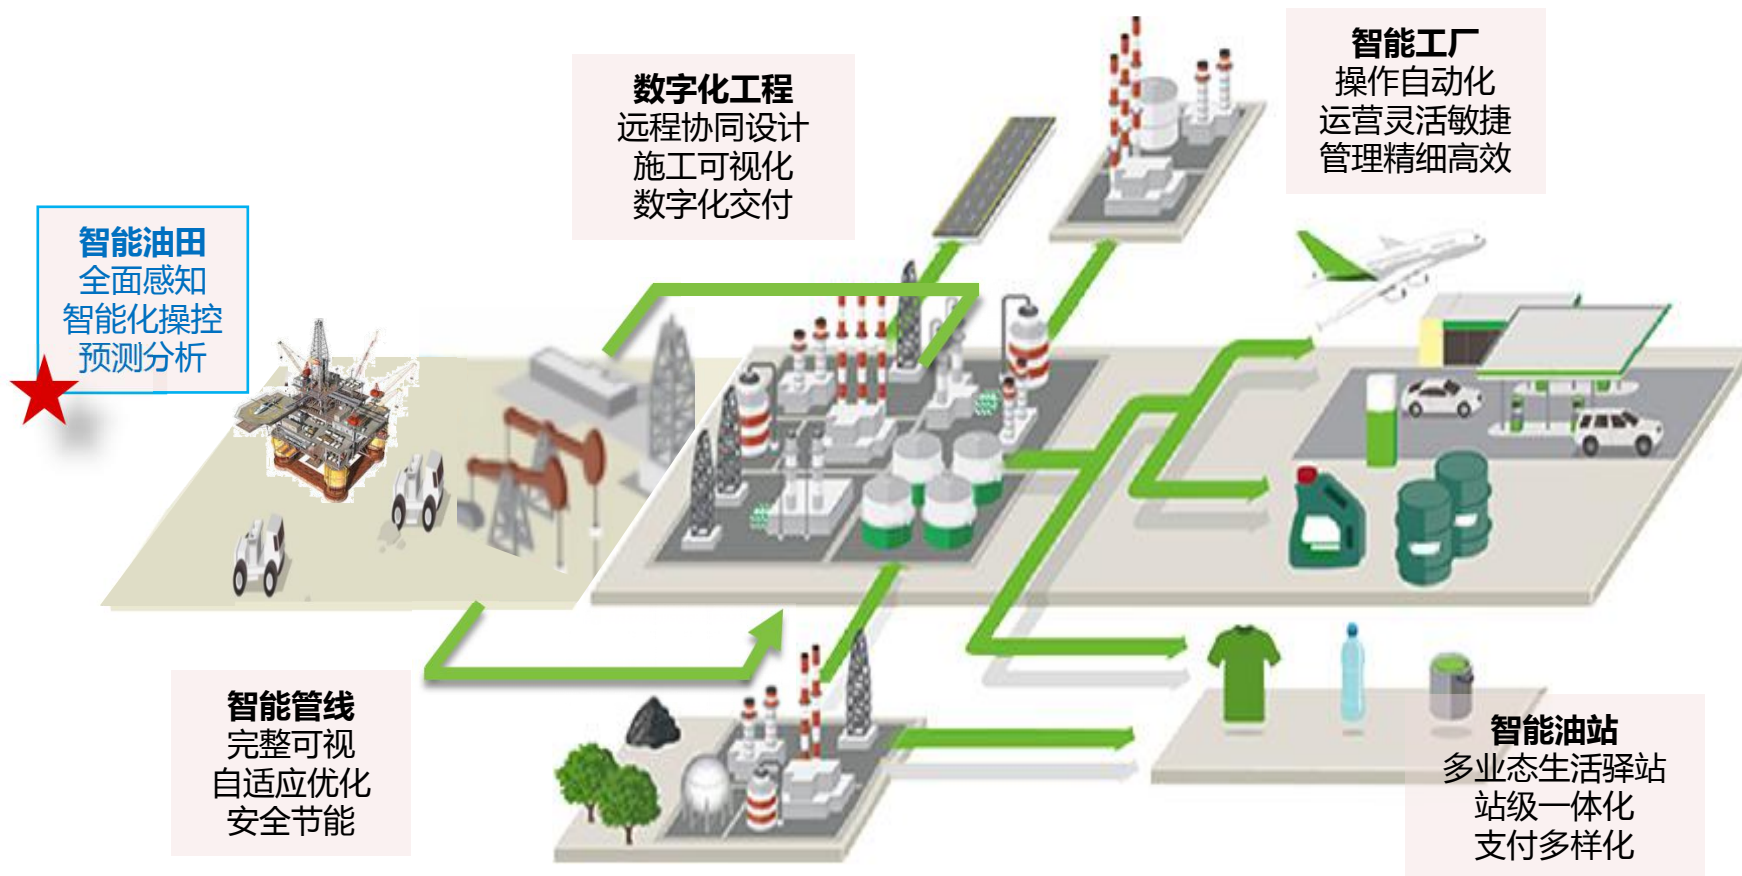 智能工厂
操作自动化
运营灵活敏捷
管理精细高效
数字化工程
远程协同设计
施工可视化
数字化交付
智能油田
全面感知
智能化操控
预测分析
智能管线
完整可视
自适应优化
安全节能
智能油站
多业态生活驿站
站级一体化
支付多样化